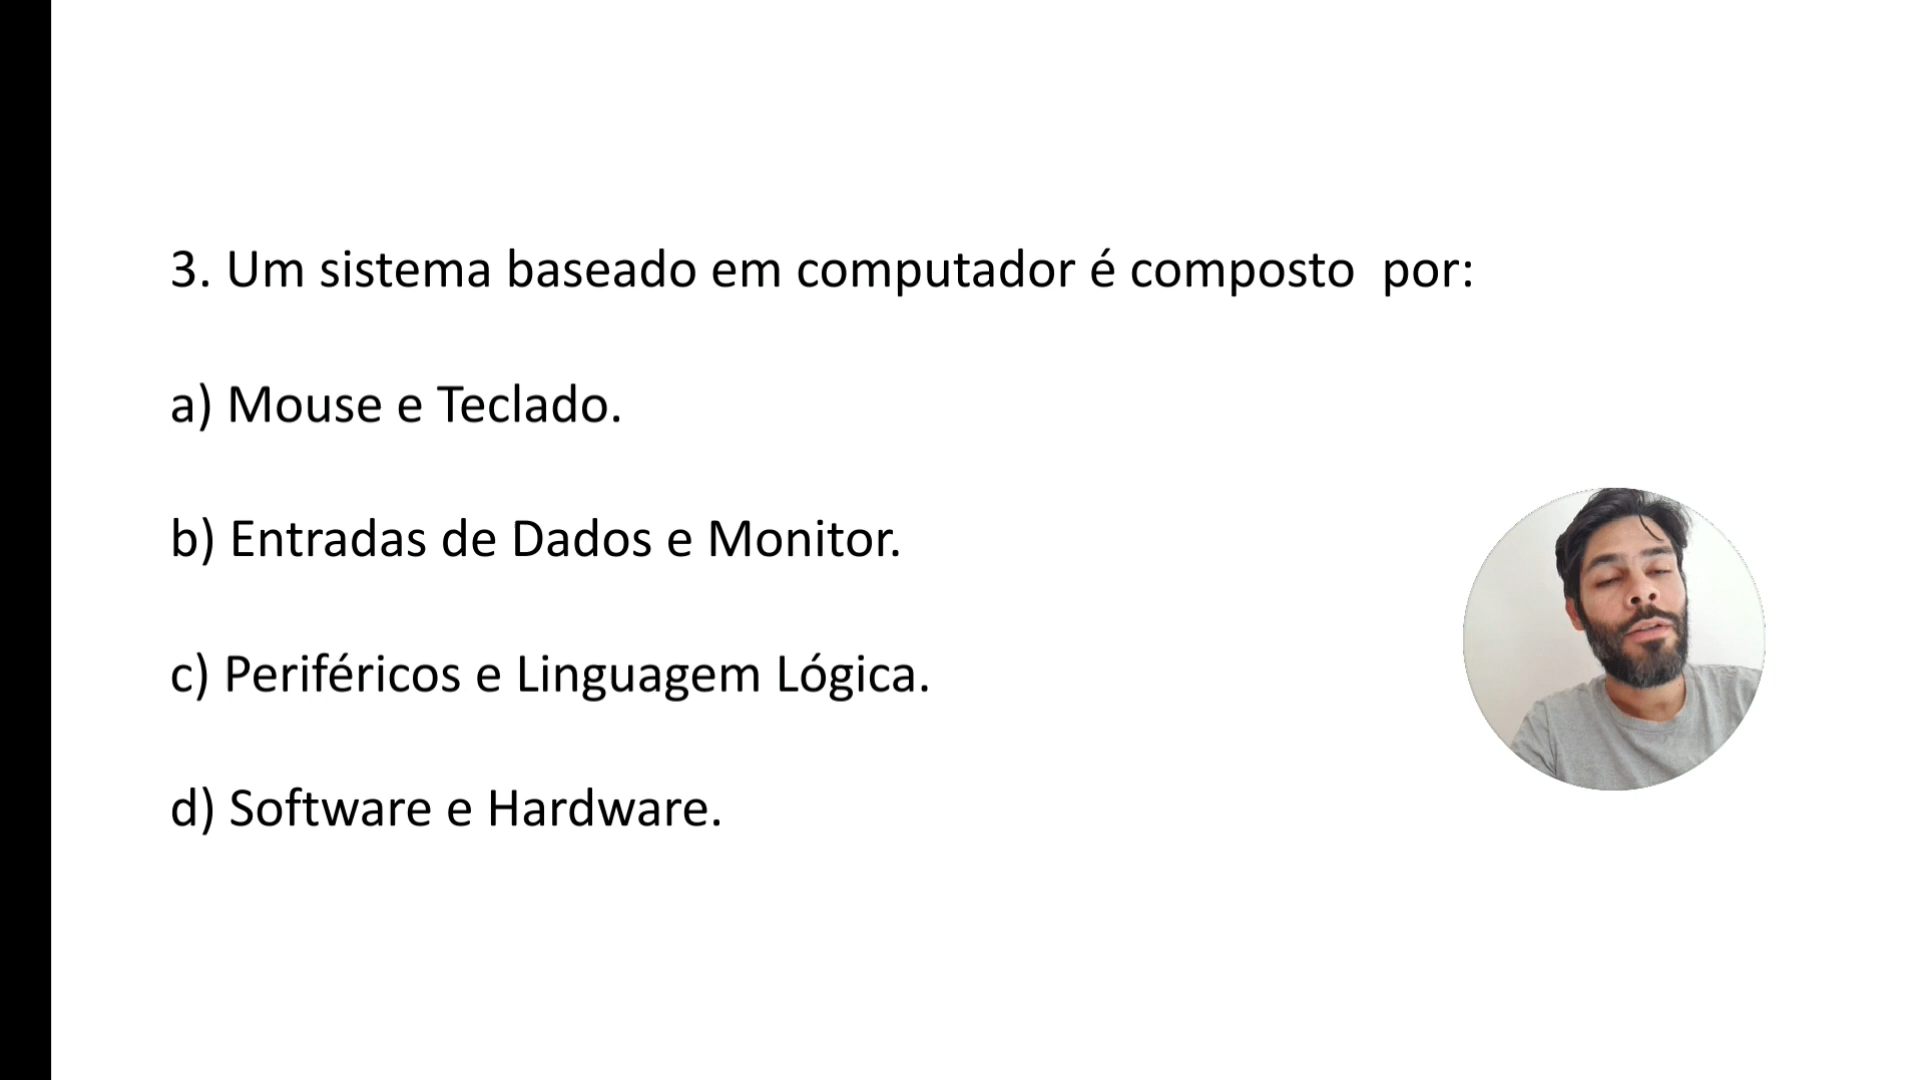 3. Um sistema baseado em computador é composto  por:
a) Mouse e Teclado.
b) Entradas de Dados e Monitor.
c) Periféricos e Linguagem Lógica.
d) Software e Hardware.